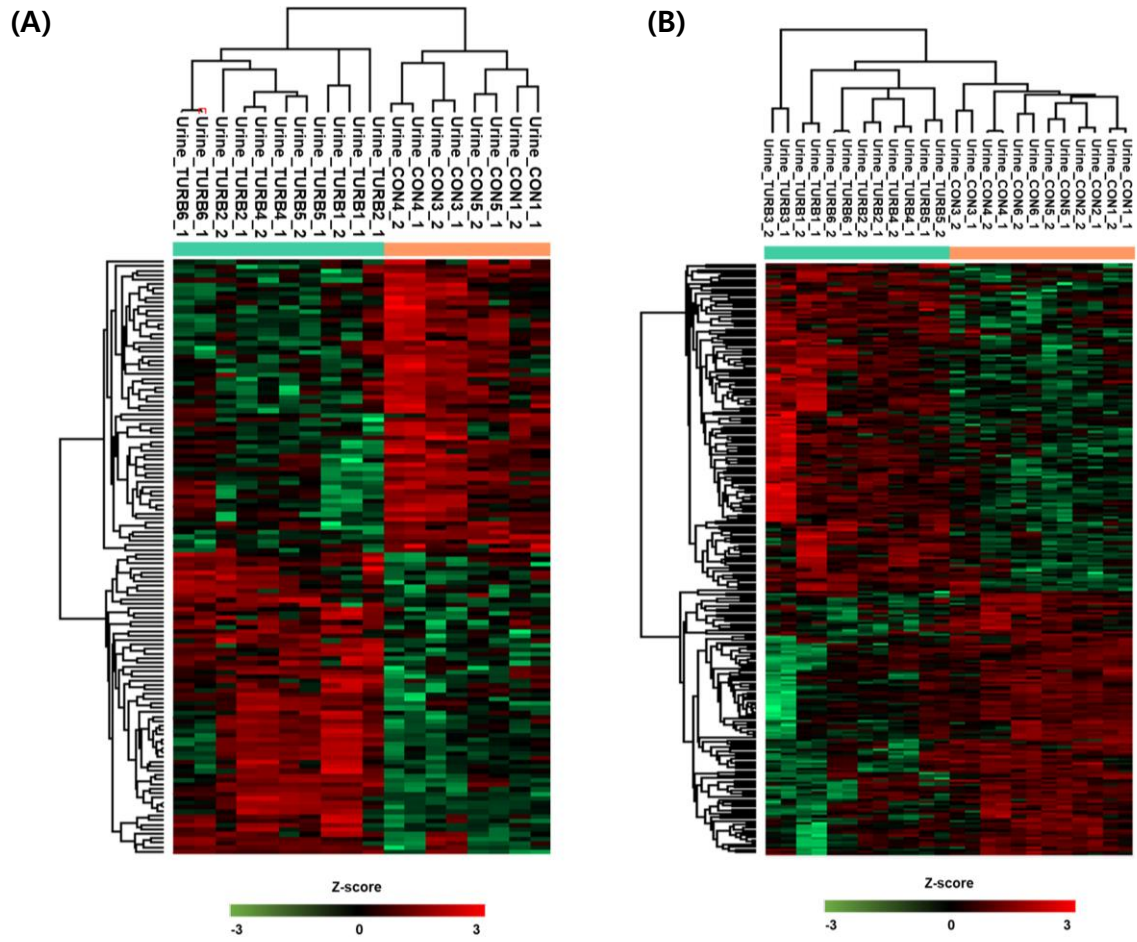 (A)
Urine_TURB6_1
Urine_TURB6_1
Urine_TURB2_2
Urine_TURB2_2
Urine_TURB4_2
Urine_TURB4_1
Urine_TURB5_2
Urine_TURB5_1
Urine_TURB1_2
Urine_TURB1_1
Urine_TURB2_1
Urine_CON4_2
Urine_CON4_1
Urine_CON3_2
Urine_CON3_1
Urine_CON5_2
Urine_CON5_1
Urine_CON1_2
Urine_CON1_1
Z-score
-3 0 3
(B)
Urine_TURB3_2
Urine_TURB3_1
Urine_TURB1_2
Urine_TURB1_1
Urine_TURB6_2
Urine_TURB6_1
Urine_TURB2_2
Urine_TURB2_1
Urine_TURB4_2
Urine_TURB4_1
Urine_TURB5_1
Urine_TURB5_2
Urine_CON3_2
Urine_CON3_1
Urine_CON4_2
Urine_CON4_1
Urine_CON6_2
Urine_CON6_1
Urine_CON5_2
Urine_CON5_1
Urine_CON2_2
Urine_CON2_1
Urine_CON1_2
Urine_CON1_1
Z-score
-3 0 3